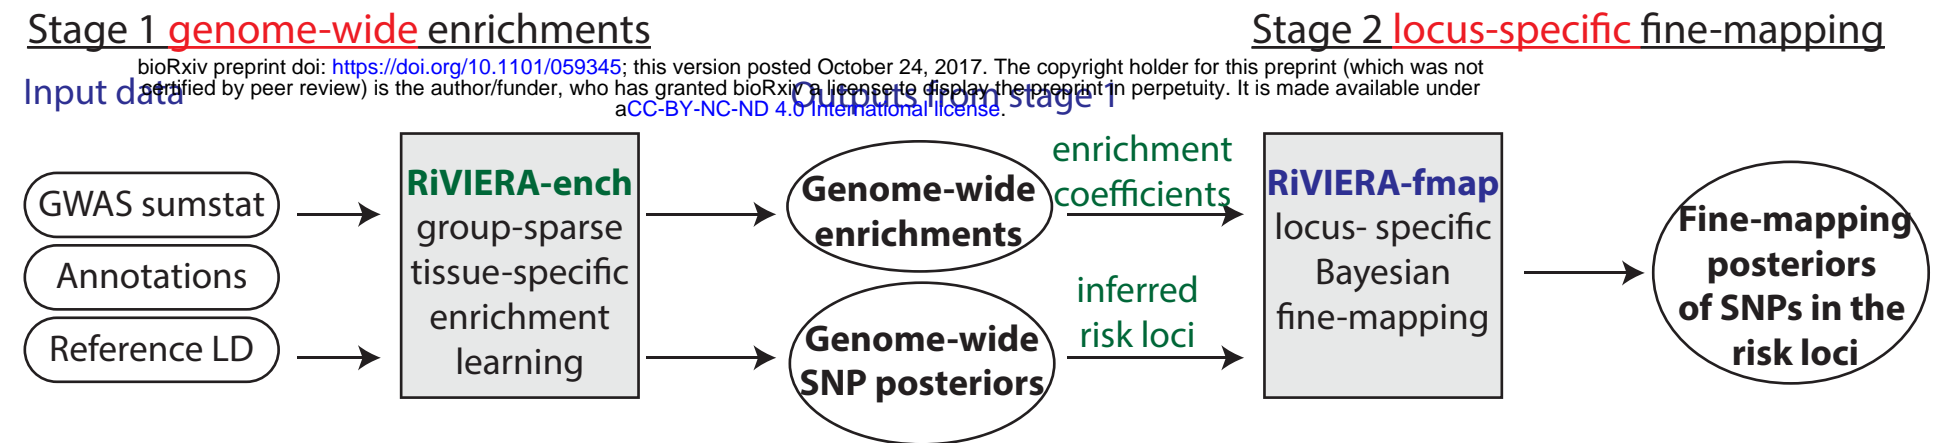 Stage 1 genome-wide enrichments
Stage 2 locus-specific fine-mapping
bioRxiv preprint doi: https://doi.org/10.1101/059345; this version posted October 24, 2017. The copyright holder for this preprint (which was not
certified by peer review) is the author/funder, who has granted bioRxiv a license to display the preprint in perpetuity. It is made available under
aCC-BY-NC-ND 4.0 International license.
Input data
Outputs from stage 1
GWAS sumstat
Annotations
Reference LD
RiVIERA-ench
group-sparse
tissue-specific
enrichment
learning
Genome-wide
enrichments
Genome-wide
SNP posteriors
enrichment
coefficients
inferred
risk loci
RiVIERA-fmap
locus- specific
Bayesian
fine-mapping
Fine-mapping
posteriors
of SNPs in the
risk loci